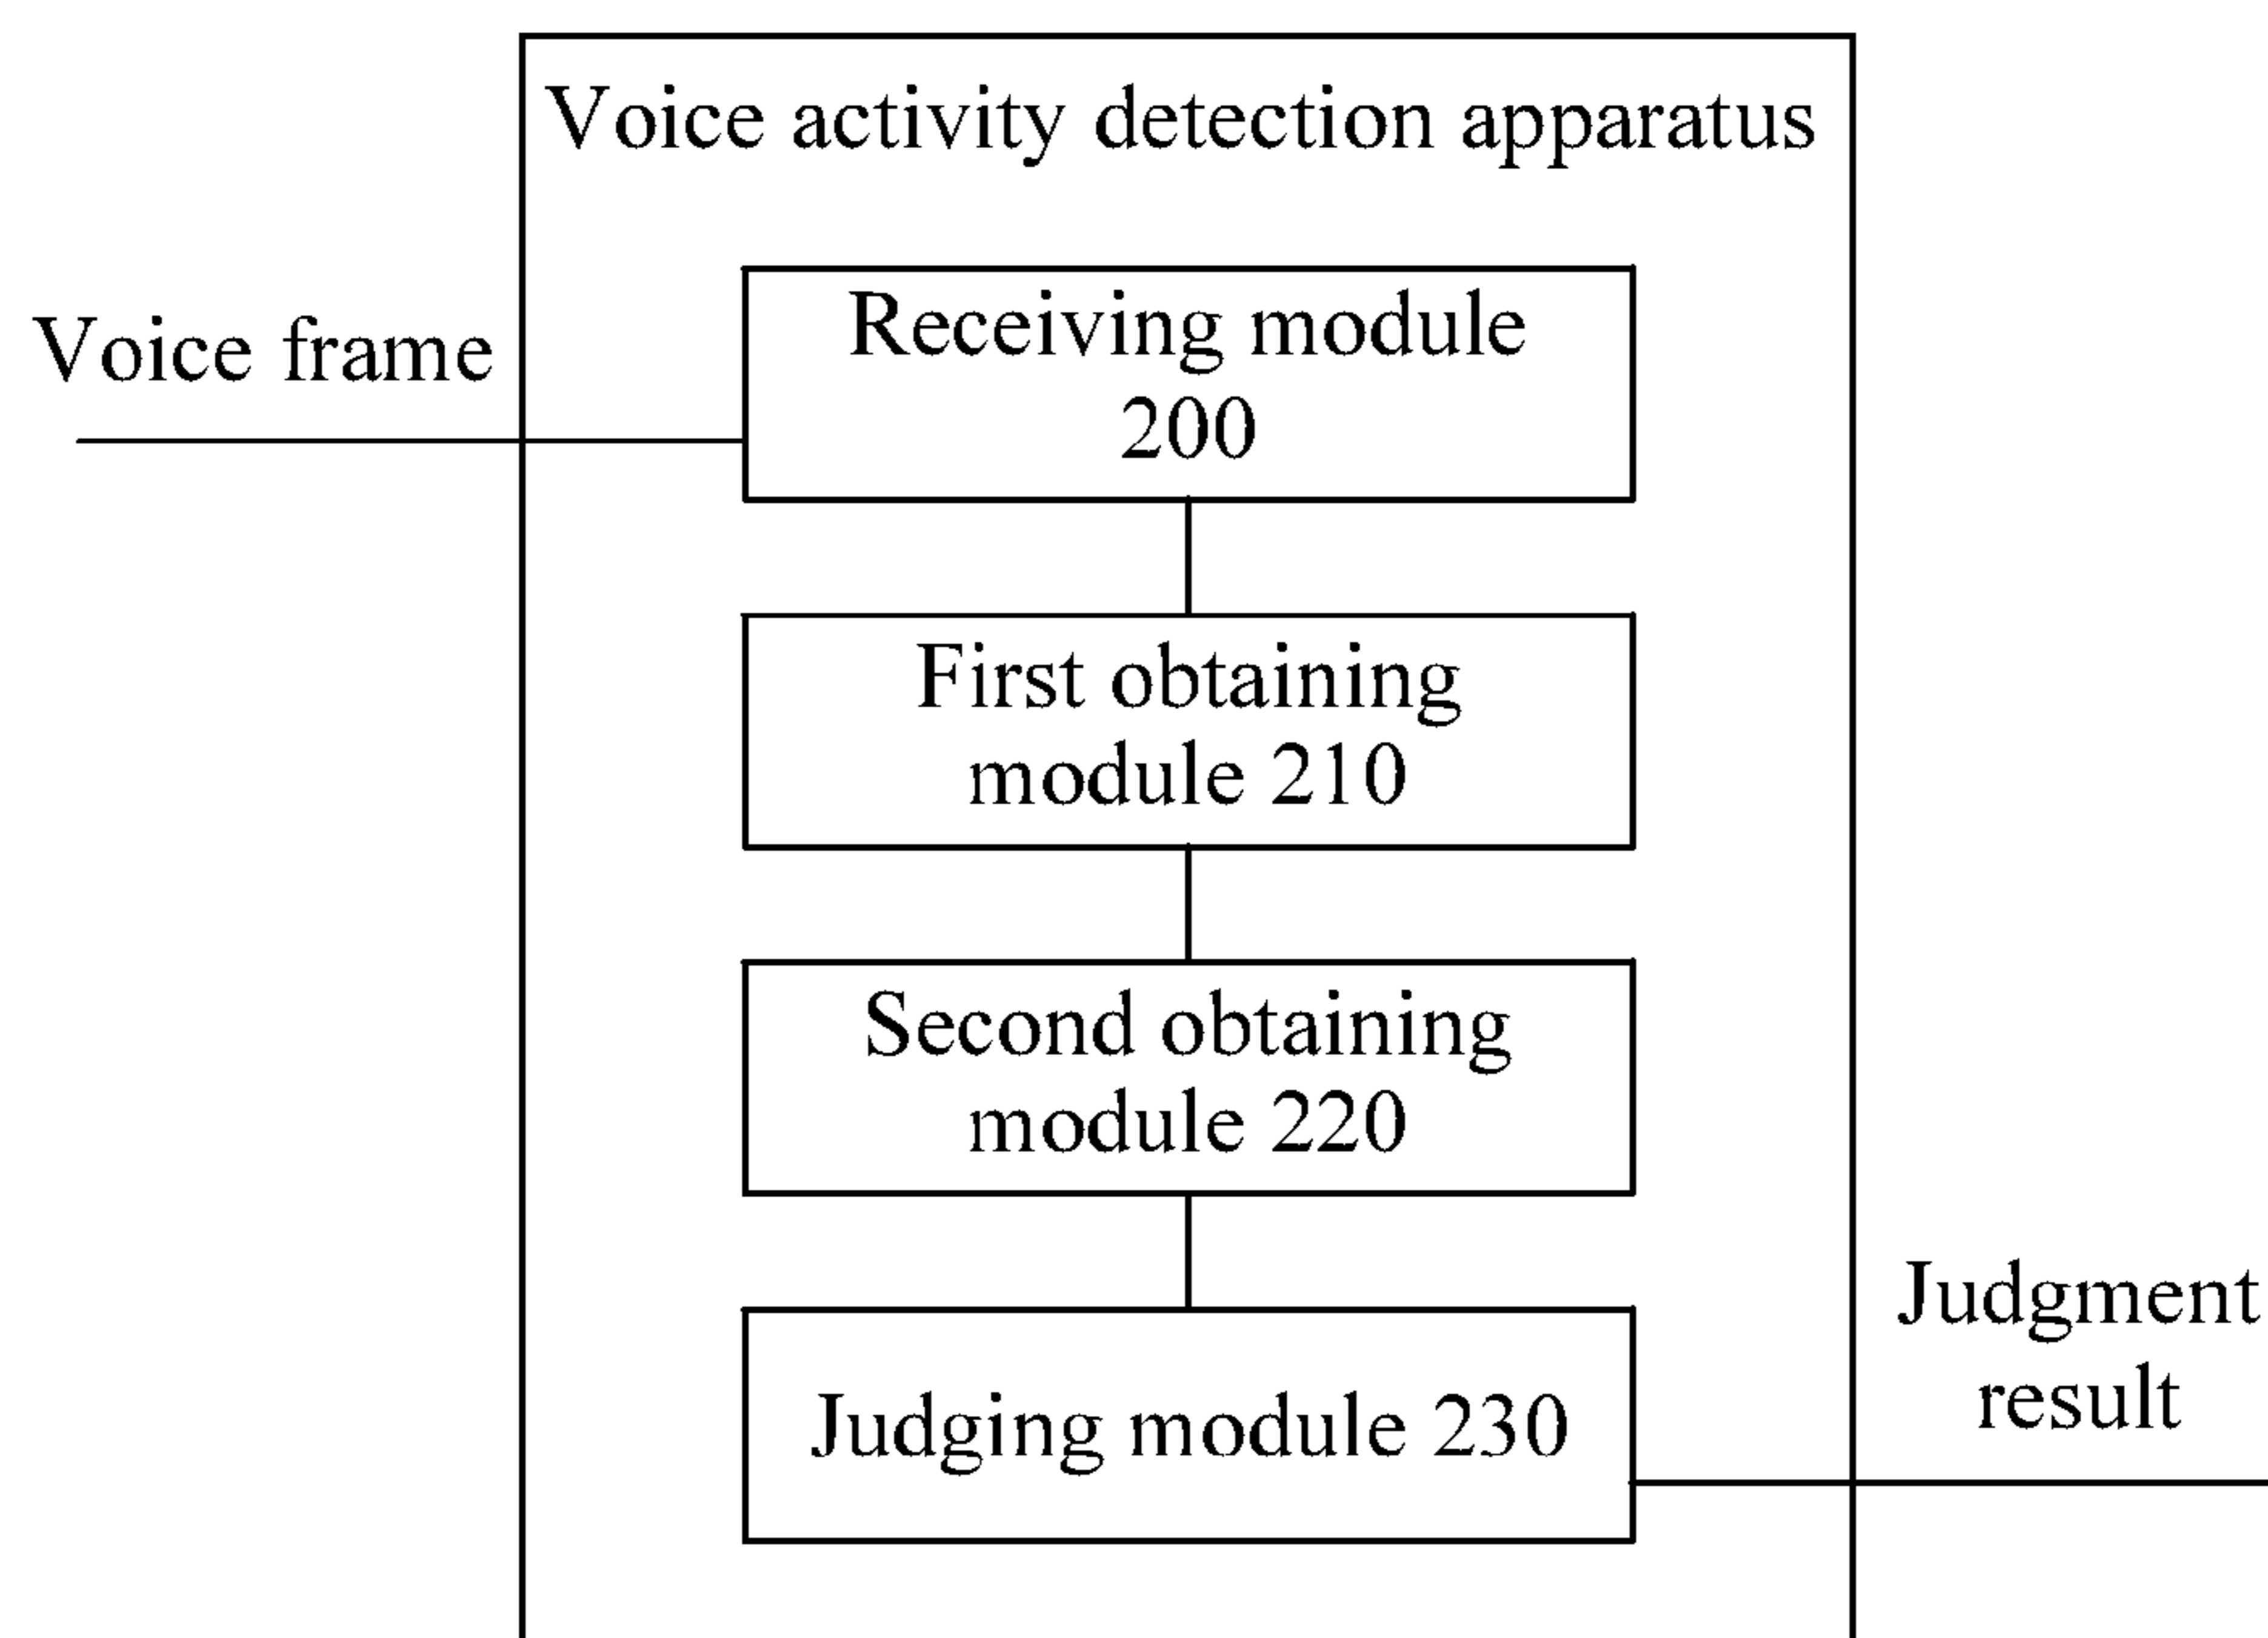 Voice activity detection apparatus
Voice frame
Receiving module
200
First obtaining
module 210
Second obtaining
module 220
Judging module 230
Judgment
result